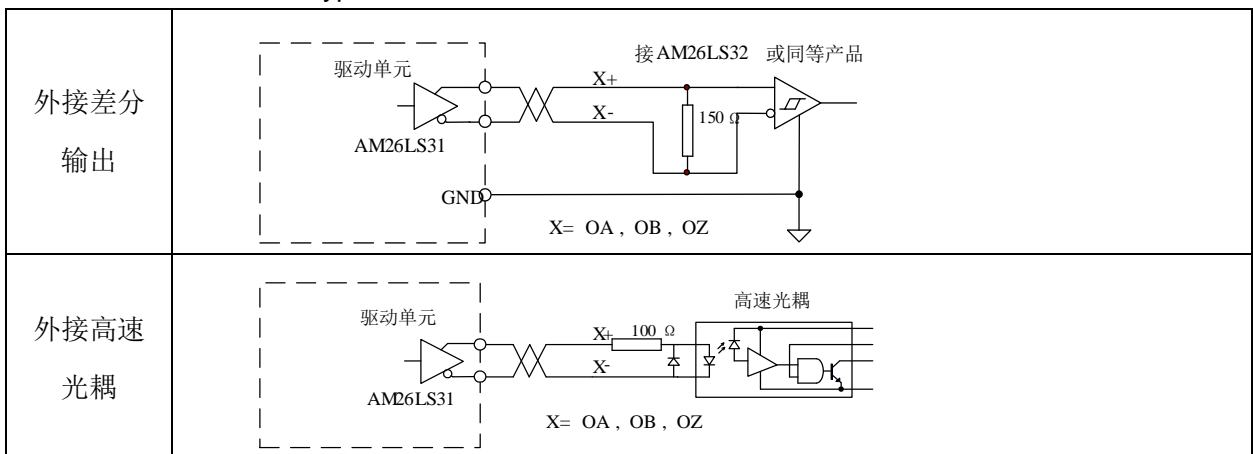 外接差分
输出
驱动单元
AM26LS31
X+
X-
接AM26LS32 或同等产品
150 Ω
GND
X= OA , OB , OZ
外接高速
光耦
驱动单元
AM26LS31
X+
100 Ω
X-
高速光耦
X= OA , OB , OZ